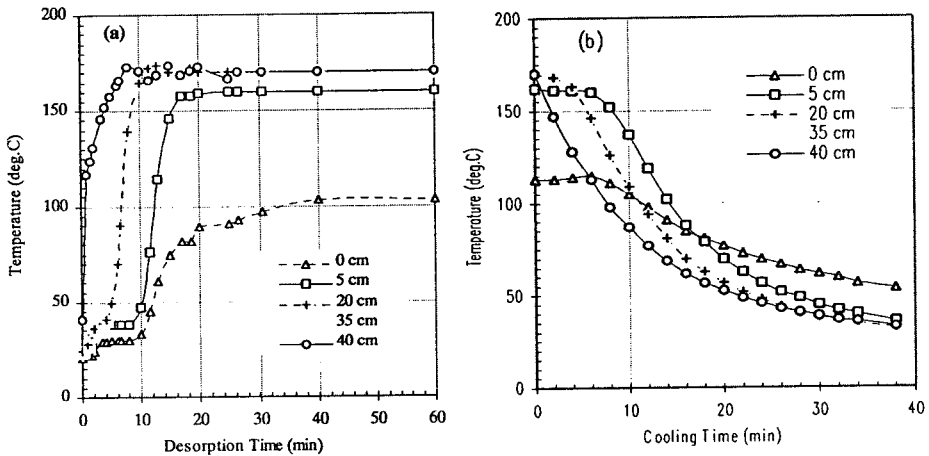 (a)
200
150
100
50
0
Temperature (deg.C)
0 10 20 30 40 50 60
Desorption Time (min)
0 cm
5 cm
20 cm
35 cm
40 cm
(b)
200
150
100
50
0
Temperature (deg.C)
0 10 20 30 40
Cooling Time (min)
0 cm
5 cm
20 cm
35 cm
40 cm